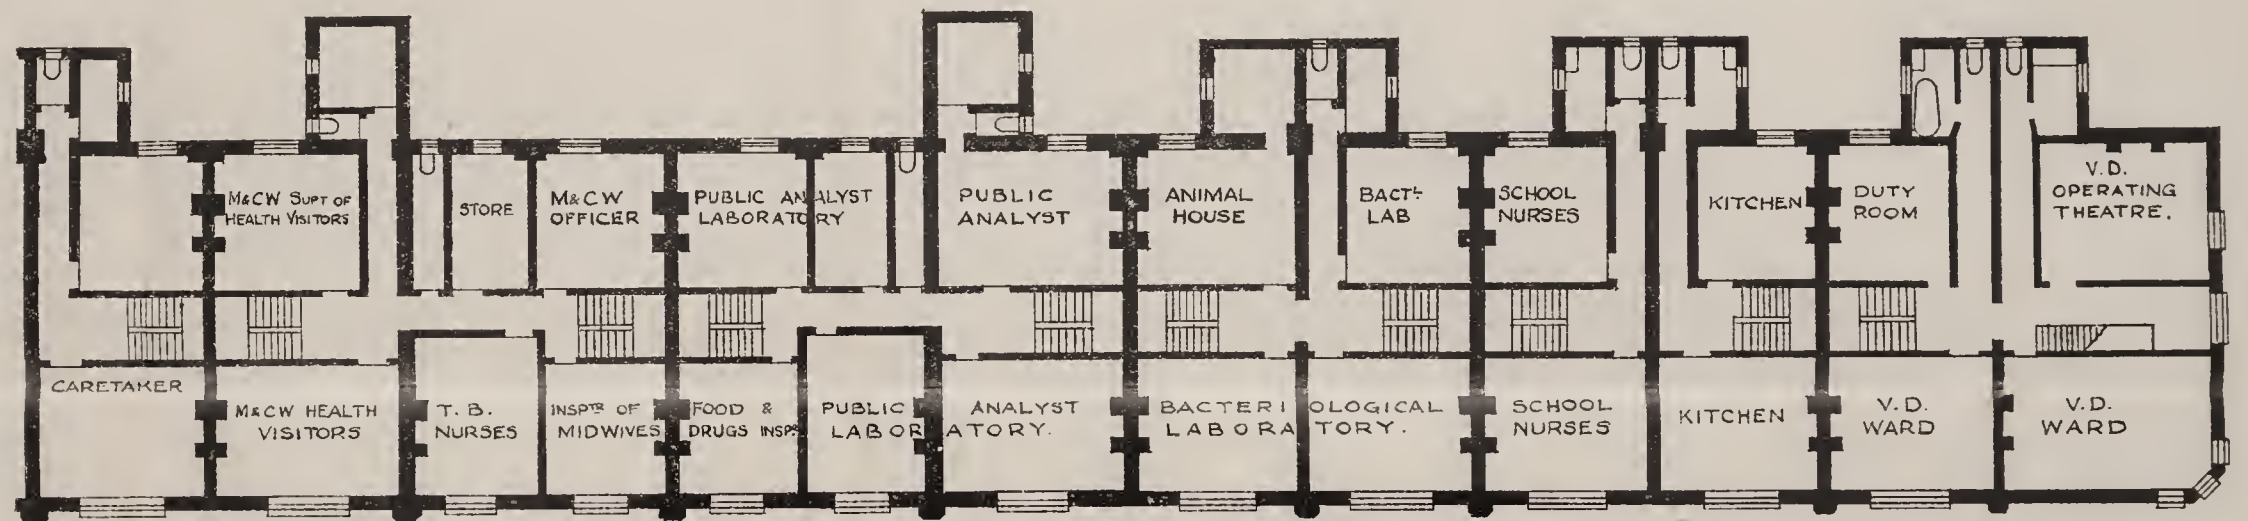 M&CW SUPT OF
HEALTH VISITORS
STORE
M&CW
OFFICER
PUBLIC ANALYST
LABORATORY
PUBLIC
ANALYST
ANIMAL
HOUSE
BACTL
LAB
SCHOOL
NURSES
KITCHEN
DUTY
ROOM
V.D.
OPERATING
THEATRE.
CARETAKER
M&CW HEALTH
VISITORS
T. B.
NURSES
INSPTRS OF
MIDWIVES
FOOD &
DRUGS INSPRS
PUBLIC ANALYST
LABORATORY.
BACTERIOLOGICAL
LABORATORY.
SCHOOL
NURSES
KITCHEN
V.D.
WARD
V.D.
WARD